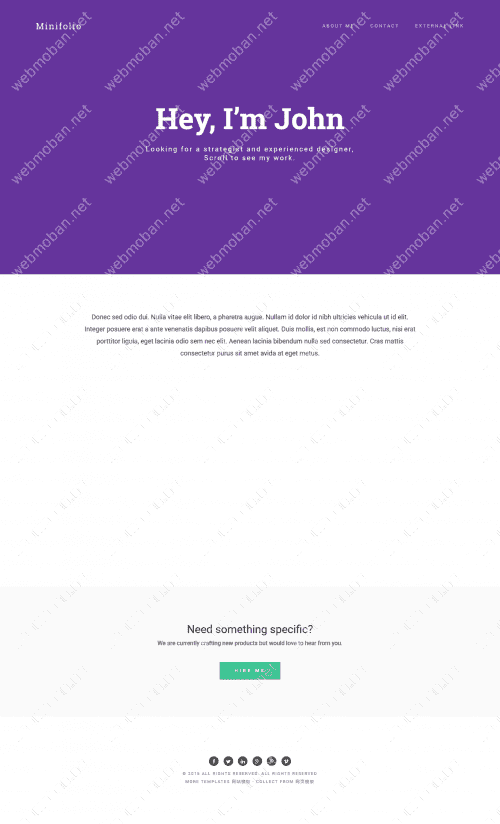 Minifolio
ABOUT ME CONTACT EXTERNAL LINK
Hey, I'm John
Looking for a strategist and experienced designer,
Scroll to see my work.
Donec sed odio dui. Nulla vitae elit libero, a pharetra augue. Nullam id dolor id nibh ultricies vehicula ut id elit.
Integer posuere erat a ante venenatis dapibus posuere velit aliquet. Duis mollis, est non commodo luctus, nisi erat
porttitor ligula, eget lacinia odio sem nec elit. Aenean lacinia bibendum nulla sed consectetur. Cras mattis
consectetur purus sit amet avida at eget metus.
Need something specific?
We are currently crafting new products but would love to hear from you.
HIRE ME
© 2015 ALL RIGHTS RESERVED. ALL RIGHTS RESERVED.
MORE TEMPLATES - COLLECT FROM
webmoban.net